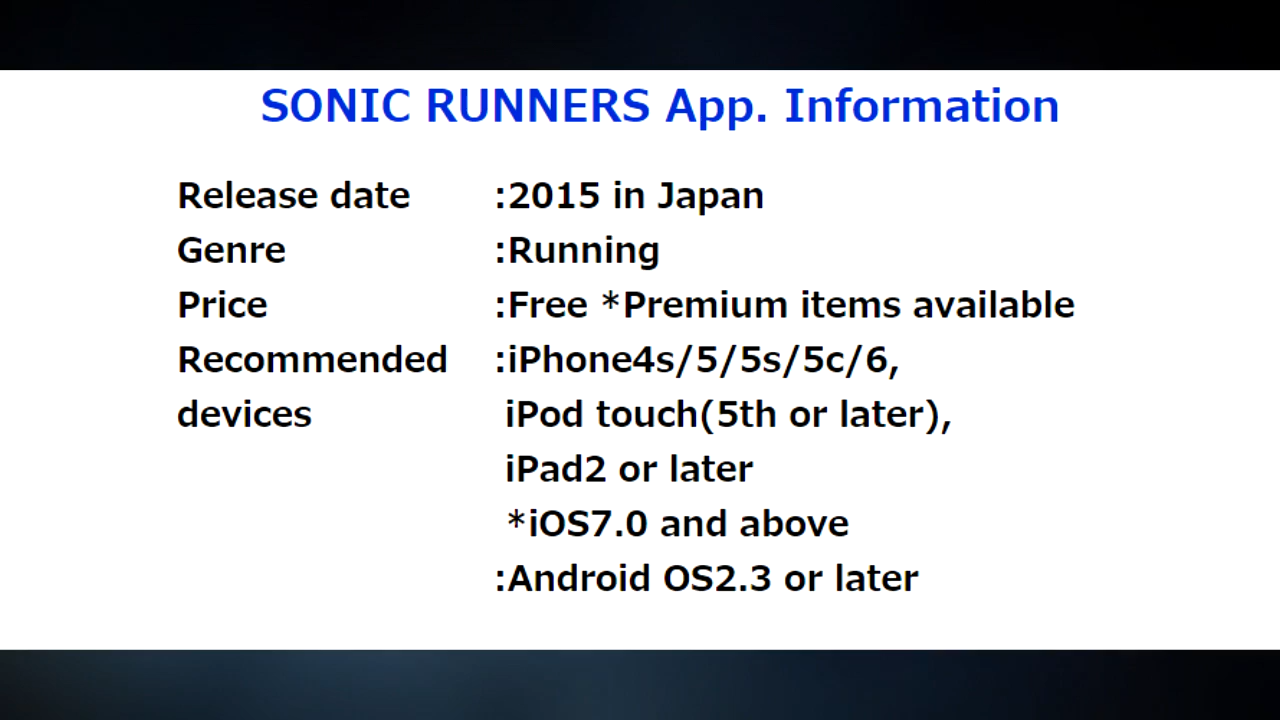 SONIC RUNNERS App. Information
Release date :2015 in Japan
Genre :Running
Price :Free *Premium items available
Recommended :iPhone4s/5/5s/5c/6,
devices iPod touch(5th or later),
iPad2 or later
*iOS7.0 and above
:Android OS2.3 or later